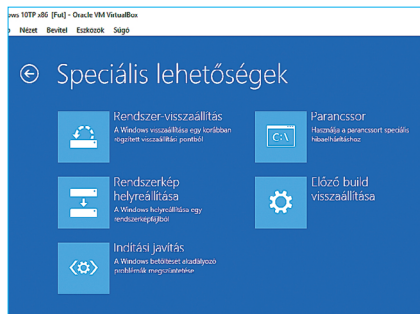 ows 10TP x86 [Fut] - Oracle VM VirtualBox
Nézet Bevitel Eszközök Súgó
Speciális lehetőségek
Rendszer-visszaállítás
A Windows visszaállítása egy korábban
rögzített visszaállítási pontból
Parancssor
Használja a parancssort speciális
hibaelhárításhoz
C:\
Rendszerkép
helyreállítása
A Windows helyreállítása egy
rendszerképfájlból
Előző build
visszaállítása
Indítási javítás
A Windows betöltését akadályozó
problémák megszüntetése